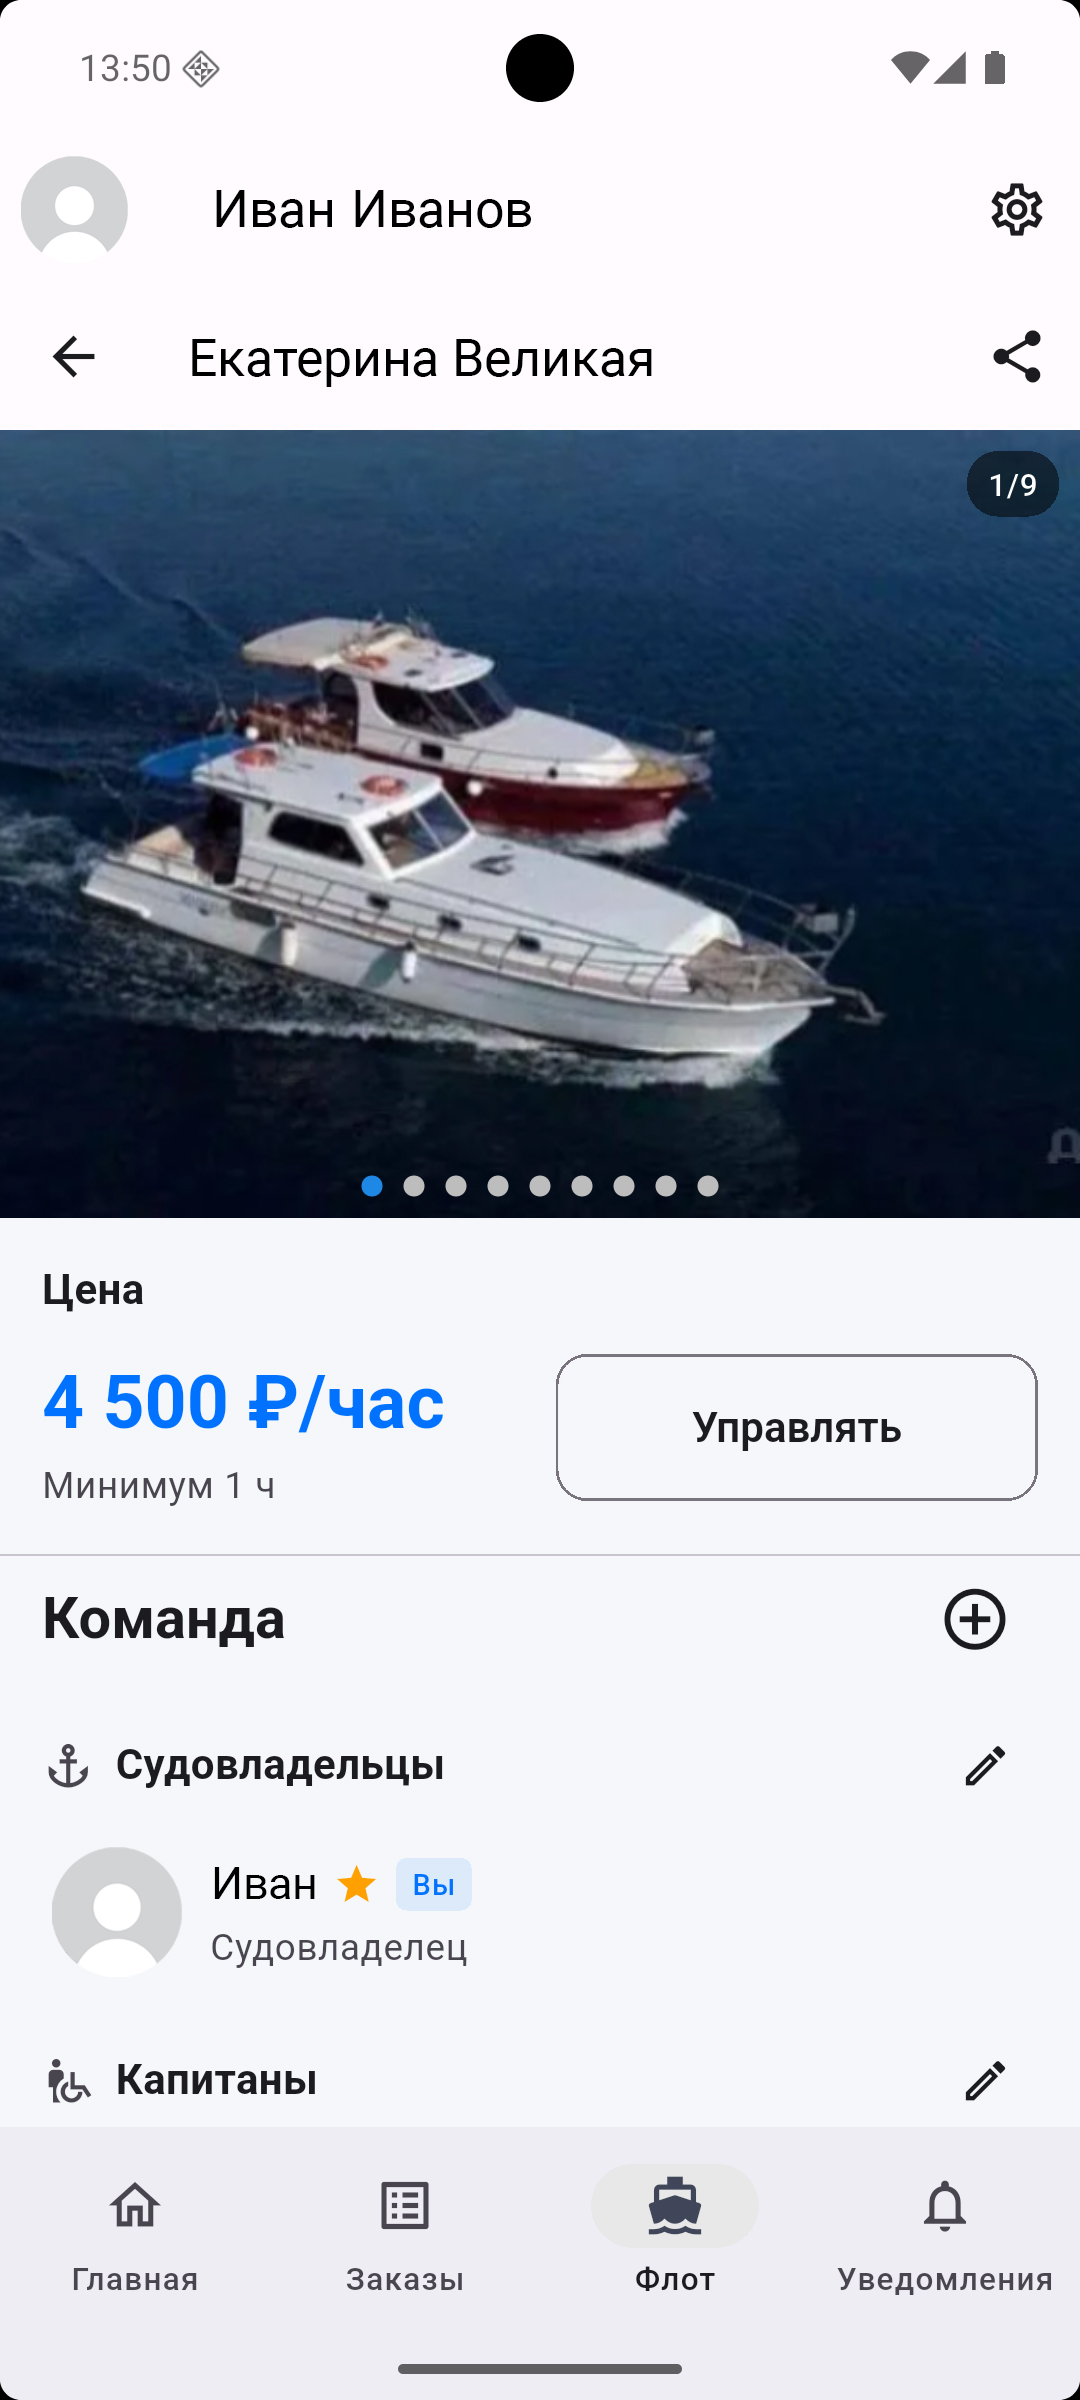 13:50
Иван Иванов
Екатерина Великая
1/9
Цена
4 500 ₽/час
Минимум 1 ч
Управлять
Команда
Судовладельцы
Иван Вы
Судовладелец
Капитаны
Главная Заказы Флот Уведомления